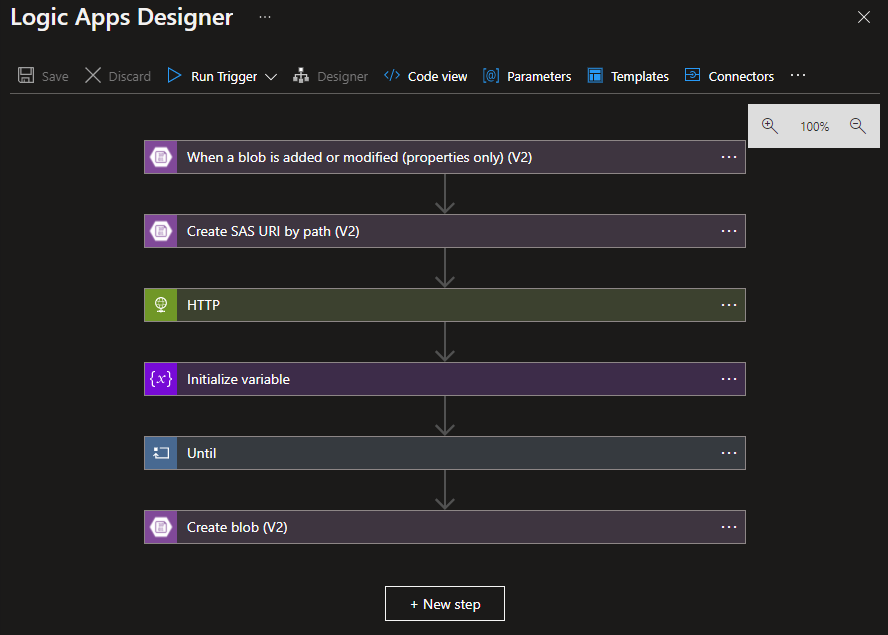 Logic Apps Designer ...
Save Discard Run Trigger Designer Code view [@] Parameters Templates Connectors ...
100%
When a blob is added or modified (properties only) (V2) ...
Create SAS URI by path (V2) ...
HTTP ...
{x} Initialize variable ...
Until ...
Create blob (V2) ...
+ New step